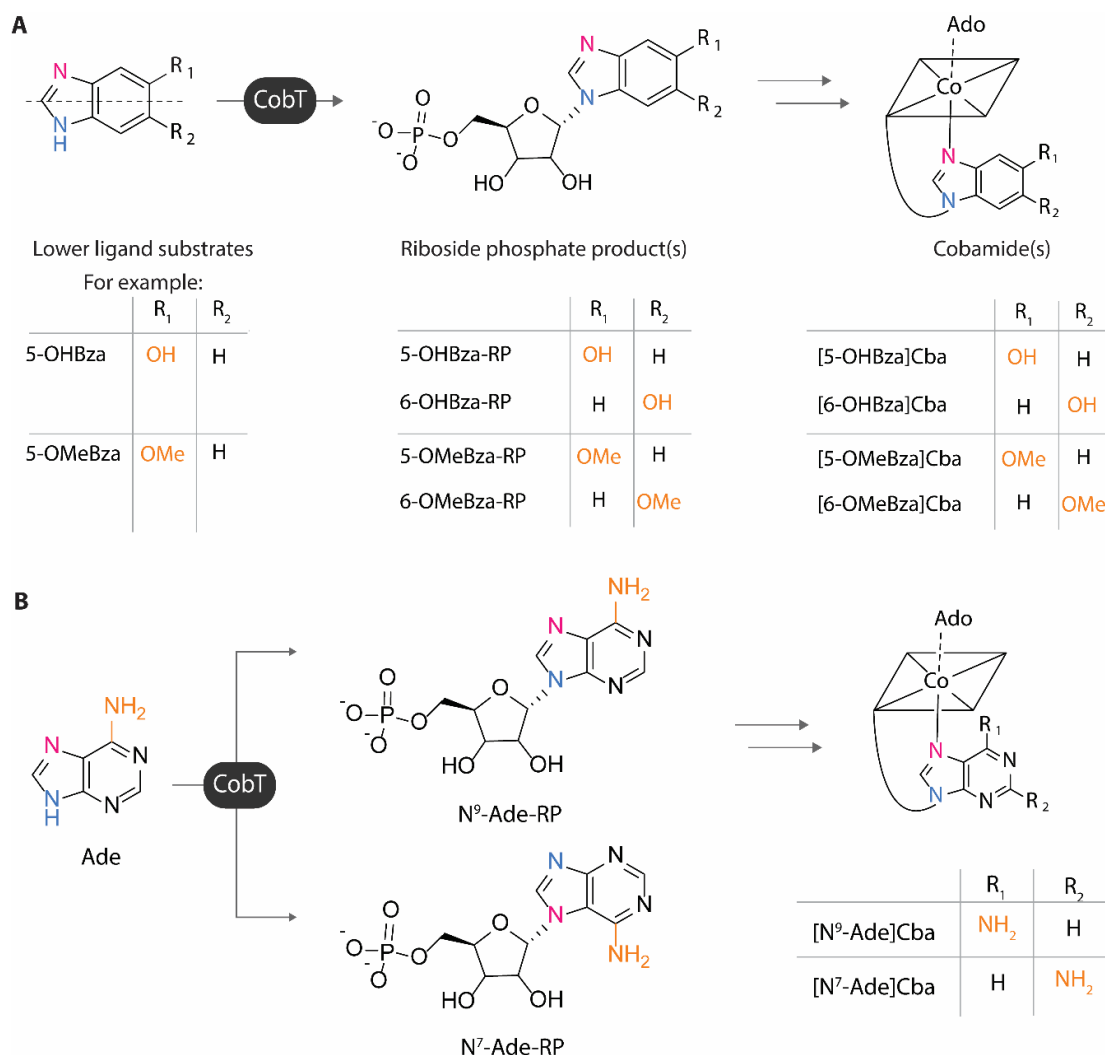 A
N
N
H
R1
R2
CobT
O
-O
P
O
-O
O
HO
OH
N
N
R1
R2
Ado
Co
N
N
R1
R2
Lower ligand substrates
Riboside phosphate product(s)
Cobamide(s)
For example:
R1 R2
R1 R2
R1 R2
5-OHBza OH H
5-OHBza-RP OH H
[5-OHBza]Cba OH H
6-OHBza-RP H OH
[6-OHBza]Cba H OH
5-OMeBza OMe H
5-OMeBza-RP OMe H
[5-OMeBza]Cba OMe H
6-OMeBza-RP H OMe
[6-OMeBza]Cba H OMe
B
NH2
N
N
N
N
H
Ade
CobT
NH2
N
N
N
N
O
-O
P
O
-O
O
HO
OH
N⁹-Ade-RP
N
N
N
N
NH2
O
-O
P
O
-O
O
HO
OH
N⁷-Ade-RP
Ado
Co
R1
N
N
N
N
R2
R1 R2
[N⁹-Ade]Cba NH2 H
[N⁷-Ade]Cba H NH2